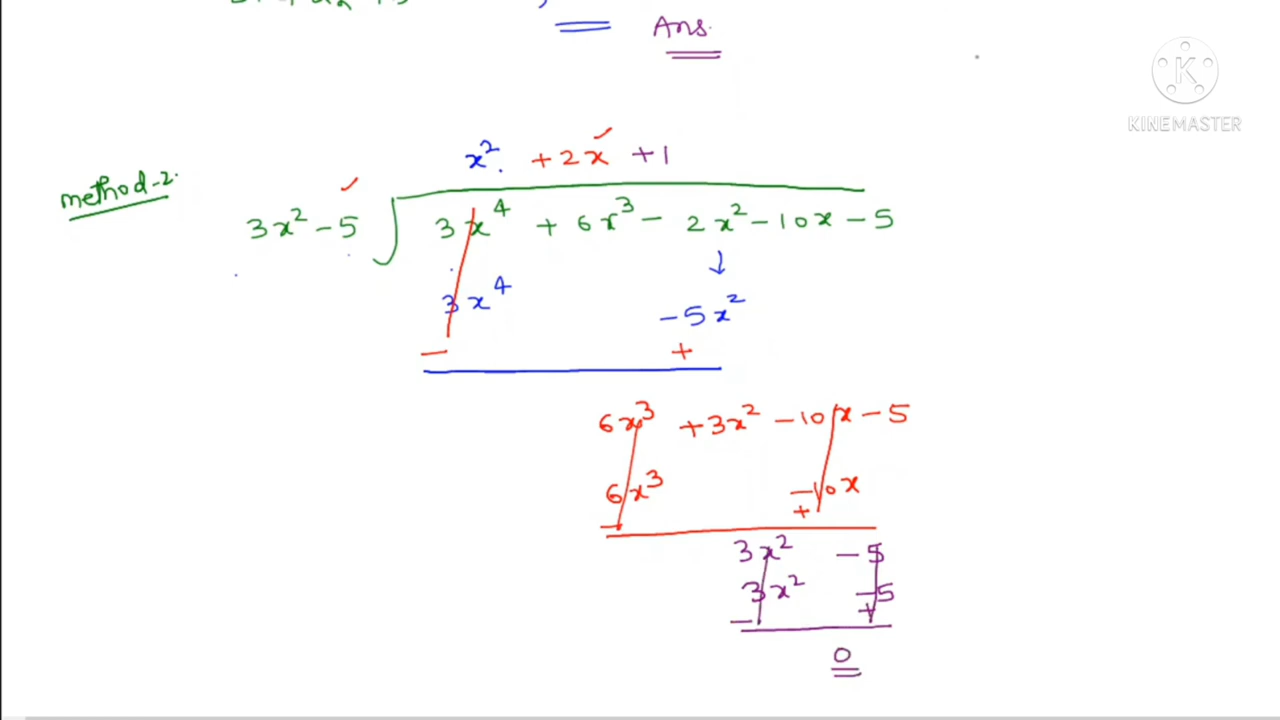 Ans.
KINEMASTER
method-2.
x² + 2x + 1
3x² - 5 3x⁴ + 6x³ - 2x² - 10x - 5
↓
3x⁴ - 5x²
- +
6x³ + 3x² - 10x - 5
6x³ - 10x
- +
3x² - 5
3x² - 5
- +
0